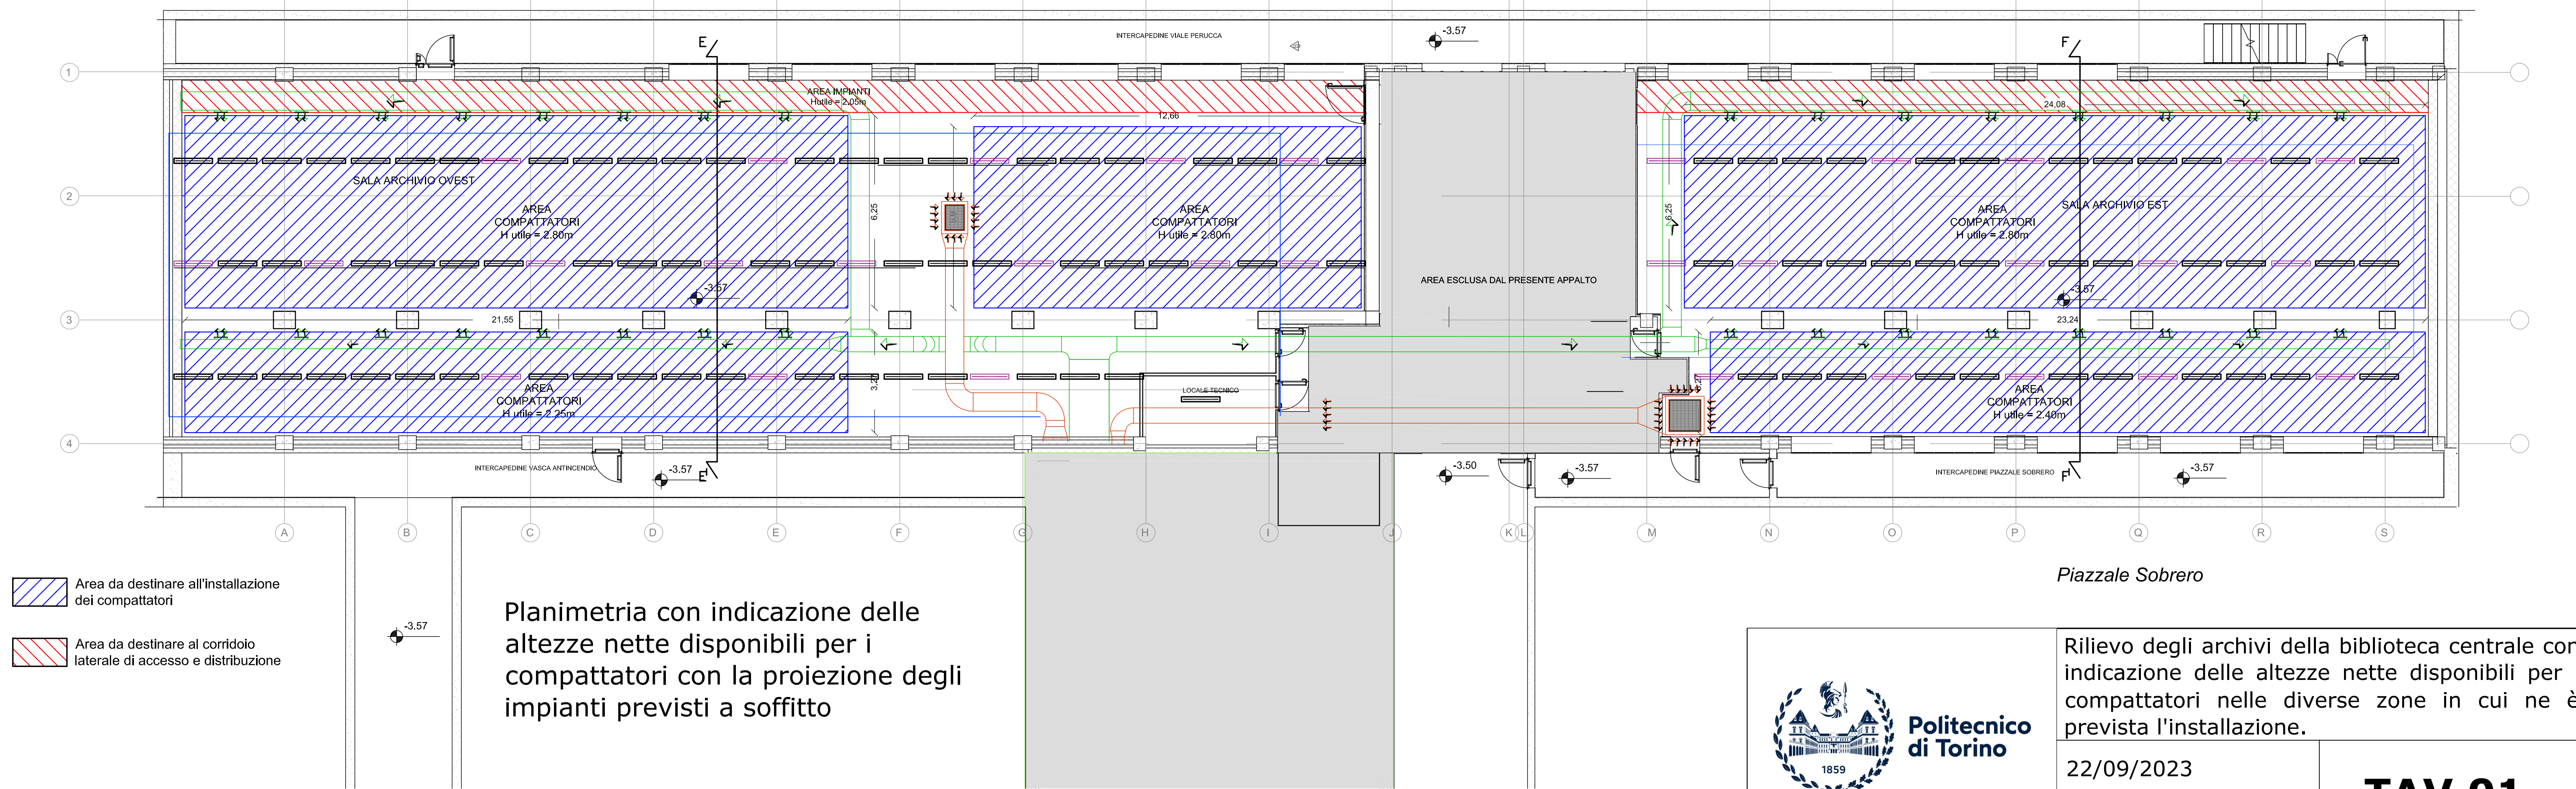 INTERCAPEDINE VIALE PERUCCA
-3.57
E
F
1
AREA IMPIANTI
Hutile = 2.05m
24,08
12,66
SALA ARCHIVIO OVEST
2
AREA
COMPATTATORI
H utile = 2.80m
6,25
AREA
COMPATTATORI
H utile = 2.80m
6,25
AREA
COMPATTATORI
H utile = 2.80m
SALA ARCHIVIO EST
AREA ESCLUSA DAL PRESENTE APPALTO
-3.57
-3.57
3
21,55
23,24
AREA
COMPATTATORI
H utile = 2.25m
3,27
LOCALE TECNICO
3,27
AREA
COMPATTATORI
H utile = 2.40m
4
INTERCAPEDINE VASCA ANTINCENDIO
-3.57
E'
-3.50
-3.57
INTERCAPEDINE PIAZZALE SOBRERO
F'
-3.57
A
B
C
D
E
F
G
H
I
J
K
L
M
N
O
P
Q
R
S
Area da destinare all'installazione
dei compattatori
Area da destinare al corridoio
laterale di accesso e distribuzione
-3.57
Planimetria con indicazione delle
altezze nette disponibili per i
compattatori con la proiezione degli
impianti previsti a soffitto
Piazzale Sobrero
Politecnico
di Torino
1859
Rilievo degli archivi della biblioteca centrale con
indicazione delle altezze nette disponibili per
compattatori nelle diverse zone in cui ne è
prevista l'installazione.
22/09/2023
TAV 01